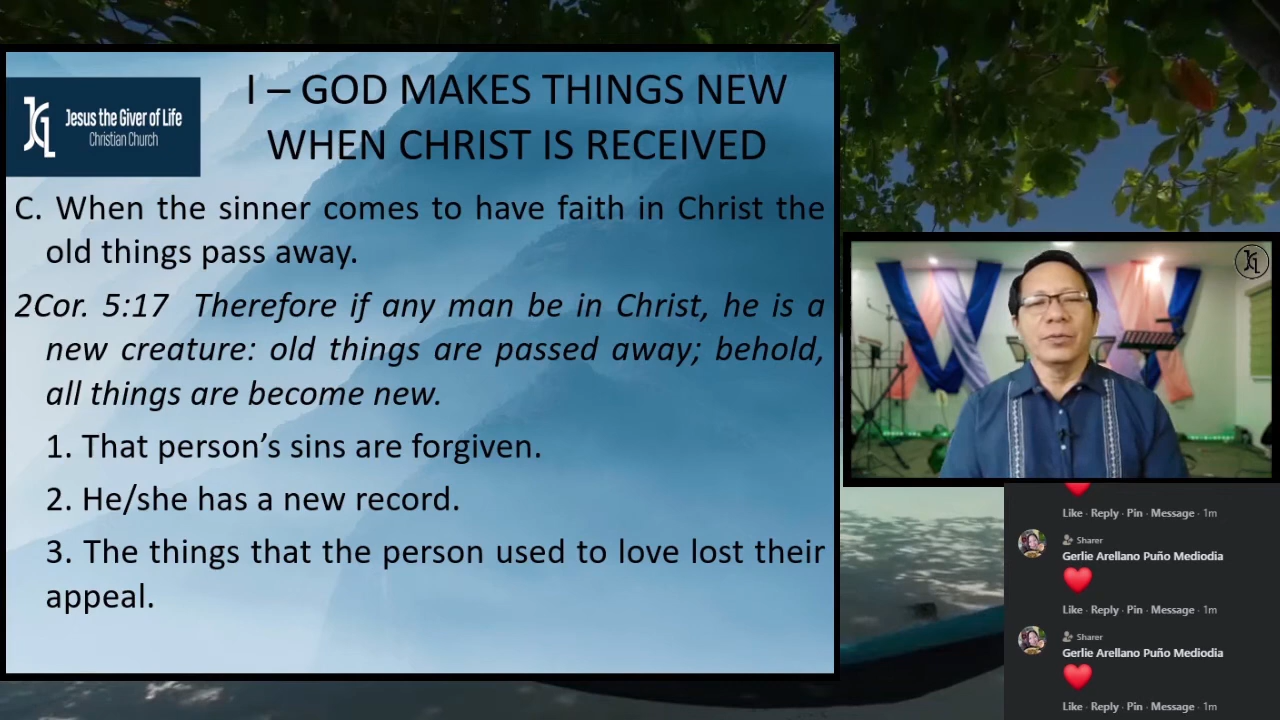 JGL
Jesus the Giver of Life
Christian Church
I – GOD MAKES THINGS NEW
WHEN CHRIST IS RECEIVED
C. When the sinner comes to have faith in Christ the
old things pass away.
2Cor. 5:17 Therefore if any man be in Christ, he is a
new creature: old things are passed away; behold,
all things are become new.
1. That person’s sins are forgiven.
2. He/she has a new record.
3. The things that the person used to love lost their
appeal.
JGL
Like · Reply · Pin · Message · 1m
Sharer
Gerlie Arellano Puño Mediodia
Like · Reply · Pin · Message · 1m
Sharer
Gerlie Arellano Puño Mediodia
Like · Reply · Pin · Message · 1m